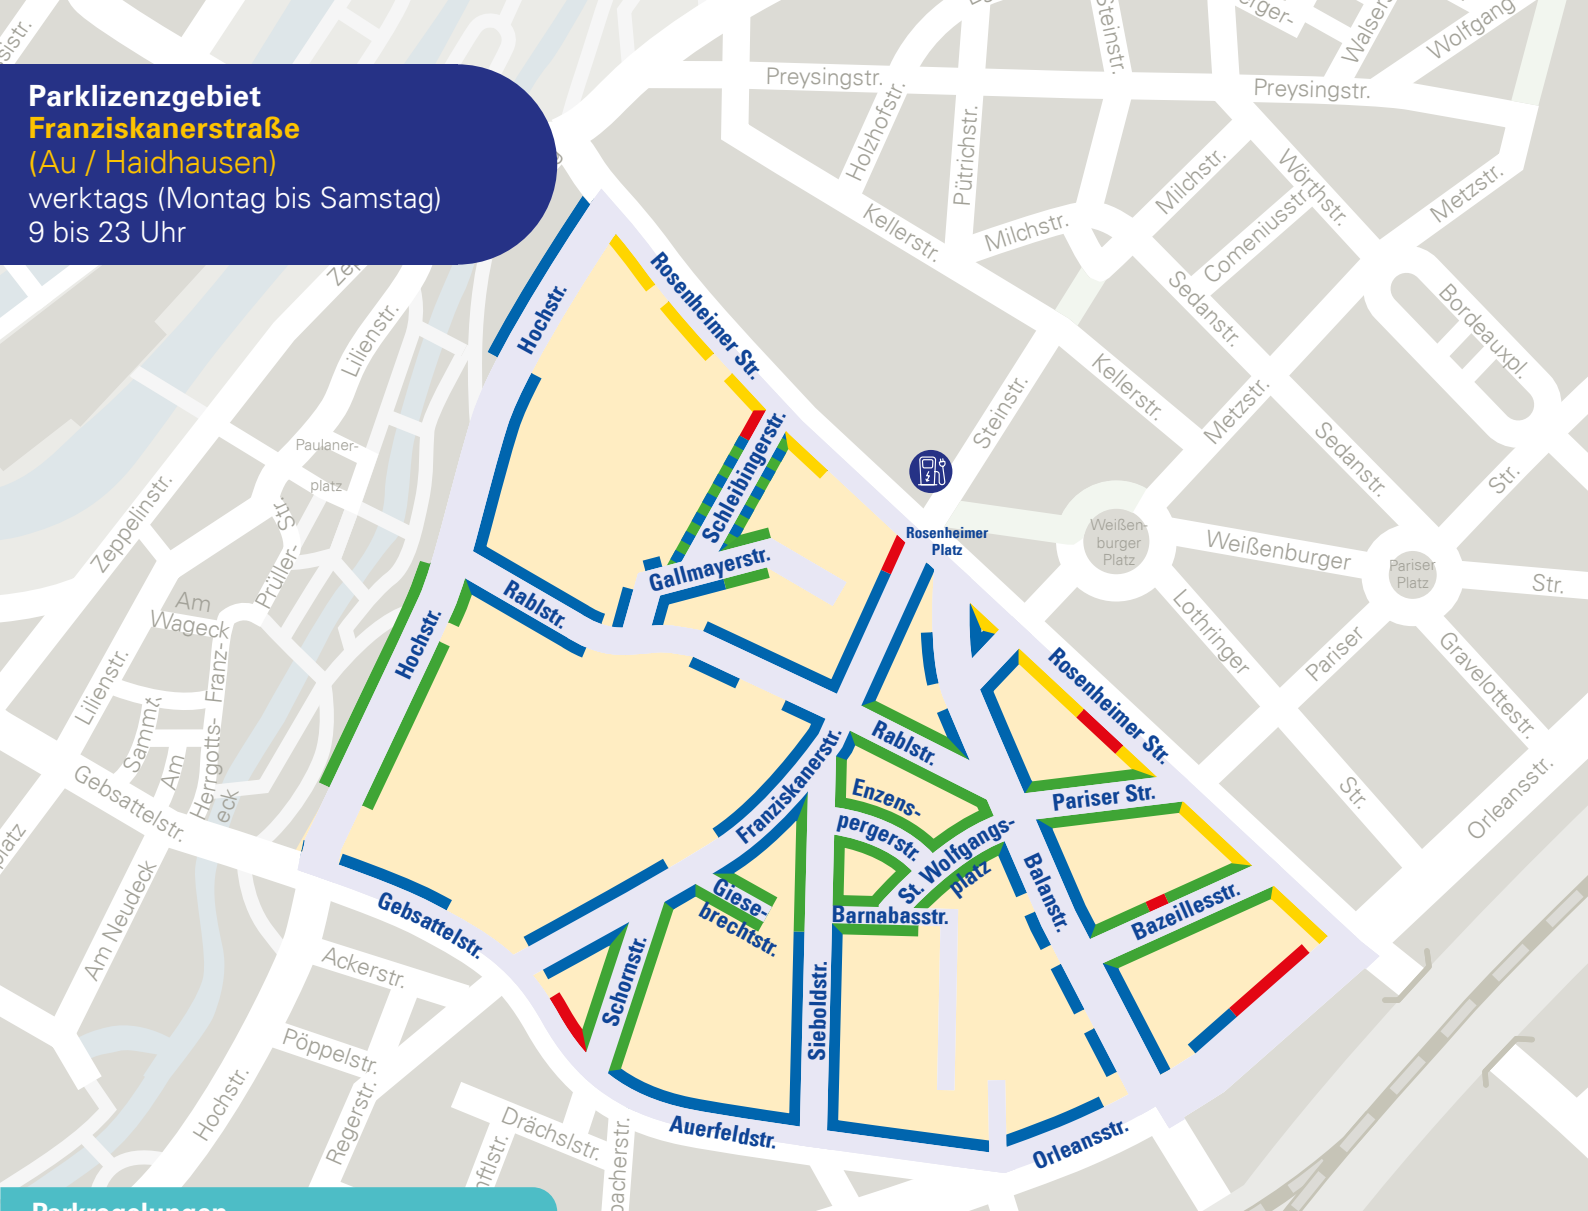 Parklizenzgebiet
Franziskanerstraße
(Au / Haidhausen)
werktags (Montag bis Samstag)
9 bis 23 Uhr
Preysingstr.
Preysingstr.
Holzhofstr.
Pütrichstr.
Steinstr.
Wolfgang
Milchstr.
Wörthstr.
Metzstr.
Comeniusstr.
Kellerstr.
Milchstr.
Sedanstr.
Bordeauxpl.
Lilienstr.
Hochstr.
Rosenheimer Str.
Kellerstr.
Metzstr.
Steinstr.
Sedanstr.
Str.
Paulaner-
platz
Zeppelinstr.
Schleibingerstr.
Rosenheimer
Platz
Weißen-
burger
Platz
Weißenburger
Pariser
Platz
Str.
Prüller-
Str.
Am
Wageck
Gallmayerstr.
Rablstr.
Hochstr.
Lothringer
Pariser
Gravelottestr.
Lilienstr.
Sammt-
Am
Herrgotts-
eck
Franz-
Rosenheimer Str.
Rablstr.
Franziskanerstr.
Enzens-
pergerstr.
St. Wolfgangs-
platz
Pariser Str.
Str.
Orleansstr.
Gebsattelstr.
platz
Am Neudeck
Gebsattelstr.
Giese-
brechtstr.
Barnabasstr.
Balanstr.
Bazeillesstr.
Schornstr.
Sieboldstr.
Ackerstr.
Pöppelstr.
Hochstr.
Regerstr.
Drächslstr.
Auerfeldstr.
Orleansstr.
Parkregelungen